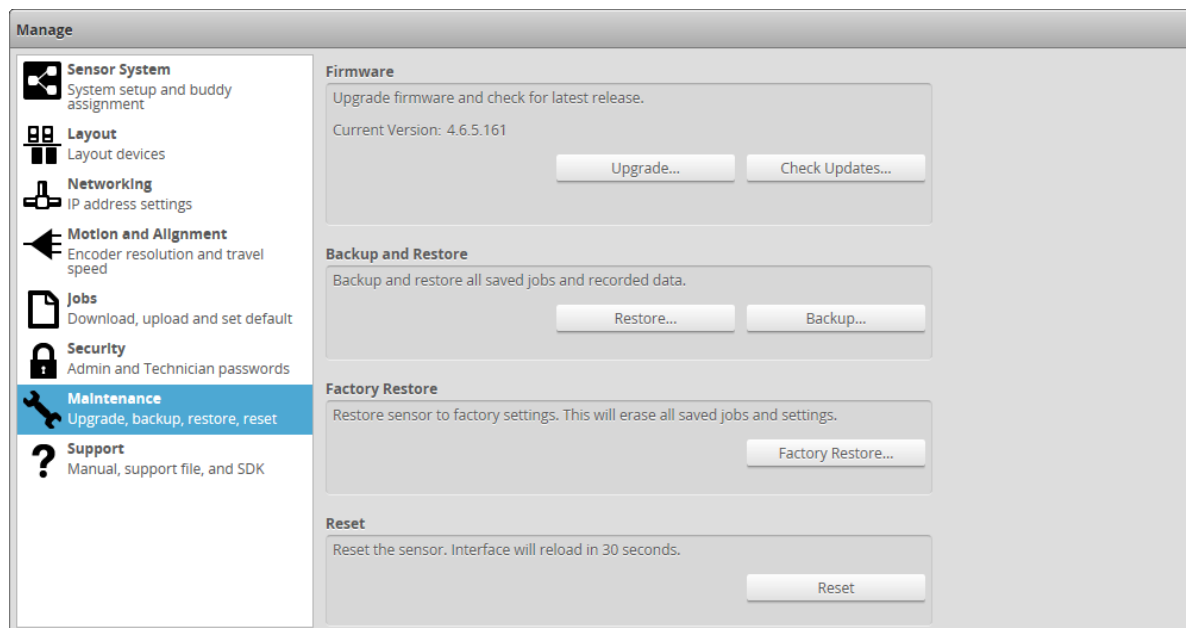 Manage
Sensor System
System setup and buddy
assignment
Layout
Layout devices
Networking
IP address settings
Motion and Alignment
Encoder resolution and travel
speed
Jobs
Download, upload and set default
Security
Admin and Technician passwords
Maintenance
Upgrade, backup, restore, reset
Support
Manual, support file, and SDK
Firmware
Upgrade firmware and check for latest release.
Current Version: 4.6.5.161
Upgrade... Check Updates...
Backup and Restore
Backup and restore all saved jobs and recorded data.
Restore... Backup...
Factory Restore
Restore sensor to factory settings. This will erase all saved jobs and settings.
Factory Restore...
Reset
Reset the sensor. Interface will reload in 30 seconds.
Reset